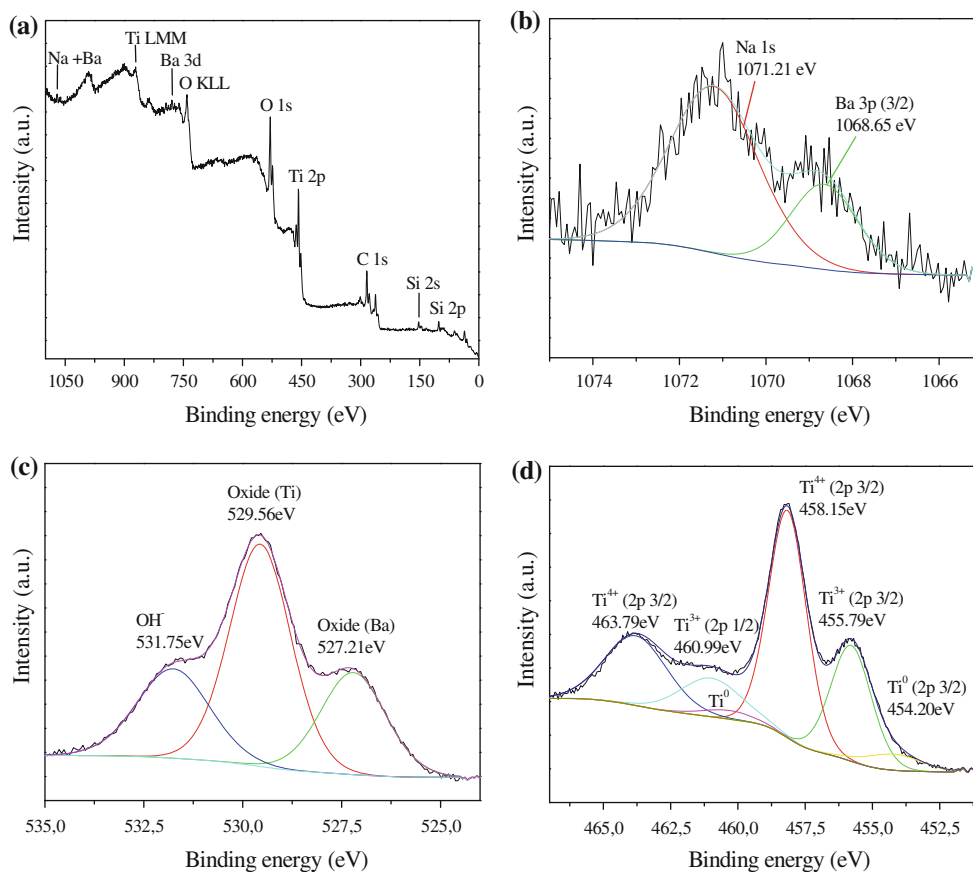 (a)
Na +Ba
Ti LMM
Ba 3d
O KLL
O 1s
Ti 2p
C 1s
Si 2s
Si 2p
Intensity (a.u.)
1050 900 750 600 450 300 150 0
Binding energy (eV)
(b)
Na 1s
1071.21 eV
Ba 3p (3/2)
1068.65 eV
Intensity (a.u.)
1074 1072 1070 1068 1066
Binding energy (eV)
(c)
Oxide (Ti)
529.56eV
OH-
531.75eV
Oxide (Ba)
527.21eV
Intensity (a.u.)
535,0 532,5 530,0 527,5 525,0
Binding energy (eV)
(d)
Ti4+ (2p 3/2)
458.15eV
Ti4+ (2p 3/2)
463.79eV
Ti3+ (2p 1/2)
460.99eV
Ti3+ (2p 3/2)
455.79eV
Ti0
Ti0 (2p 3/2)
454.20eV
Intensity (a.u.)
465,0 462,5 460,0 457,5 455,0 452,5
Binding energy (eV)